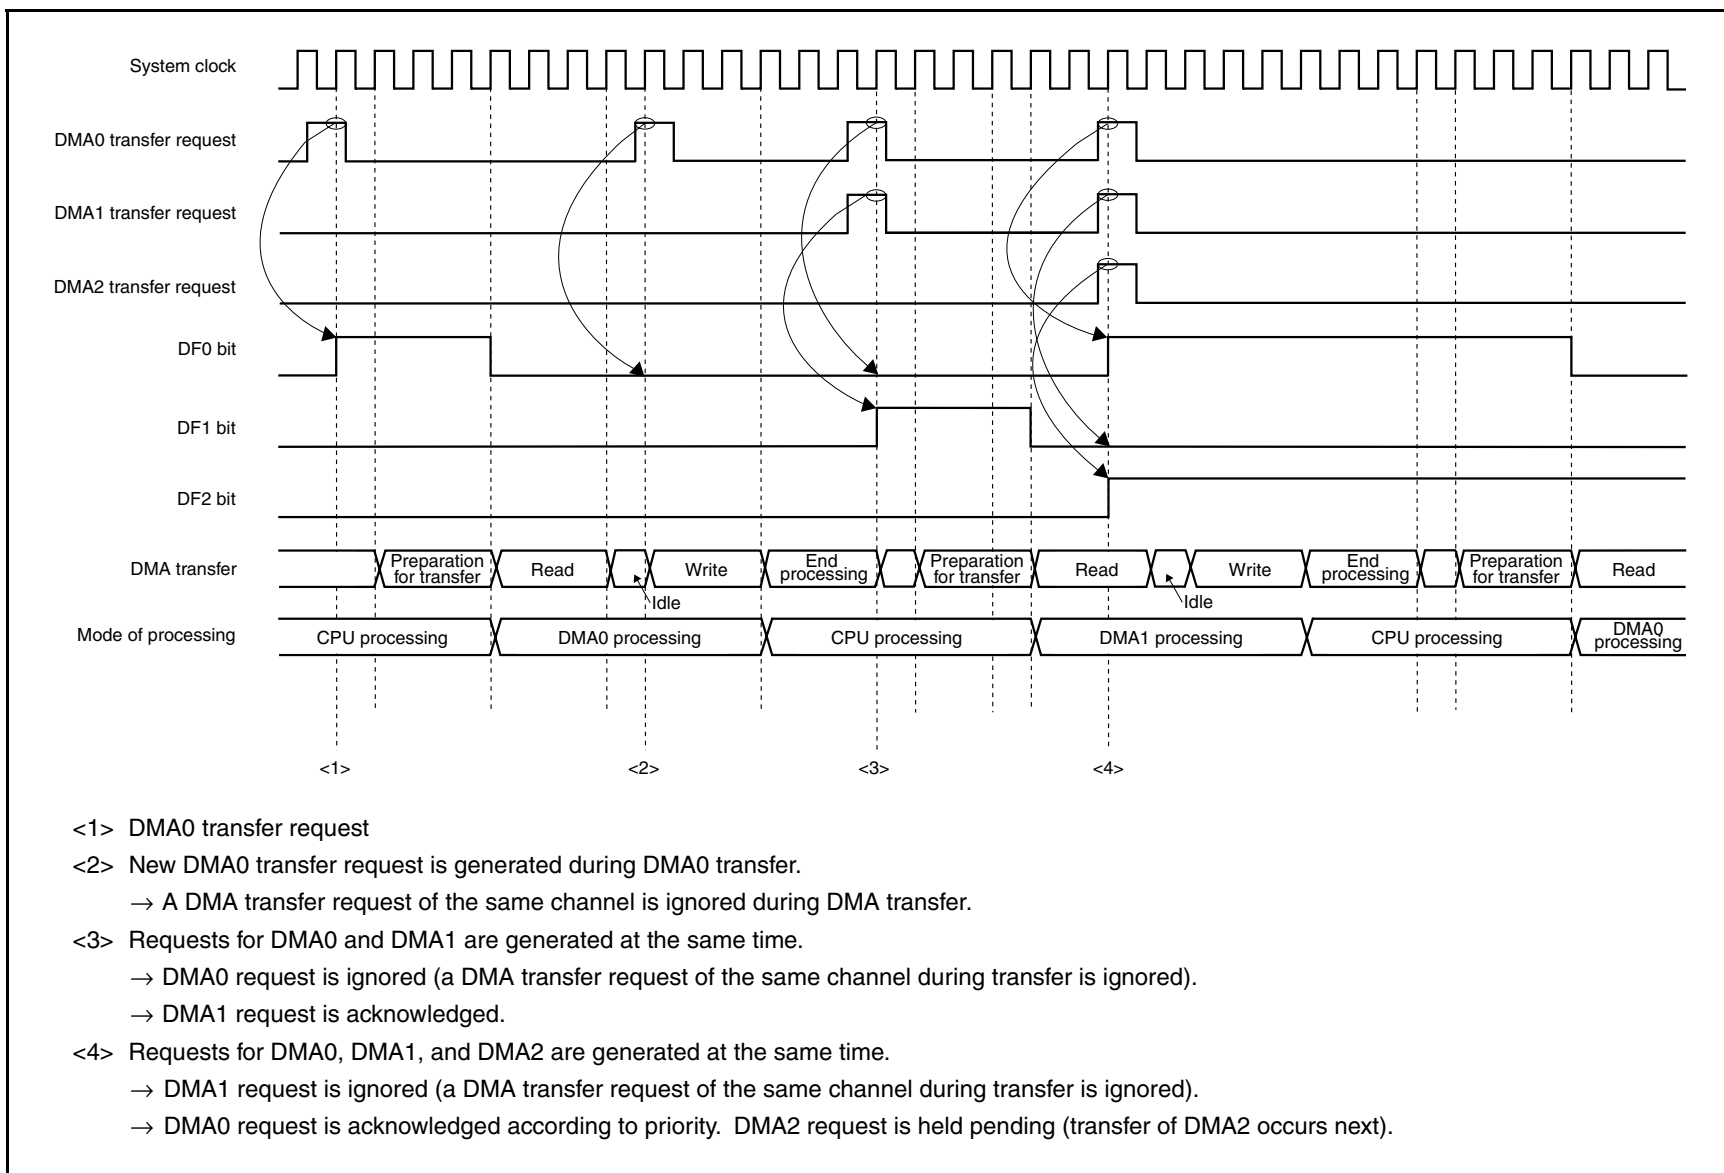 System clock
DMA0 transfer request
DMA1 transfer request
DMA2 transfer request
DF0 bit
DF1 bit
DF2 bit
DMA transfer
Preparation
for transfer
Read
Write
End
processing
Preparation
for transfer
Read
Write
End
processing
Preparation
for transfer
Read
Idle
Idle
Mode of processing
CPU processing
DMA0 processing
CPU processing
DMA1 processing
CPU processing
DMA0
processing
<1>
<2>
<3>
<4>
<1> DMA0 transfer request
<2> New DMA0 transfer request is generated during DMA0 transfer.
→ A DMA transfer request of the same channel is ignored during DMA transfer.
<3> Requests for DMA0 and DMA1 are generated at the same time.
→ DMA0 request is ignored (a DMA transfer request of the same channel during transfer is ignored).
→ DMA1 request is acknowledged.
<4> Requests for DMA0, DMA1, and DMA2 are generated at the same time.
→ DMA1 request is ignored (a DMA transfer request of the same channel during transfer is ignored).
→ DMA0 request is acknowledged according to priority. DMA2 request is held pending (transfer of DMA2 occurs next).